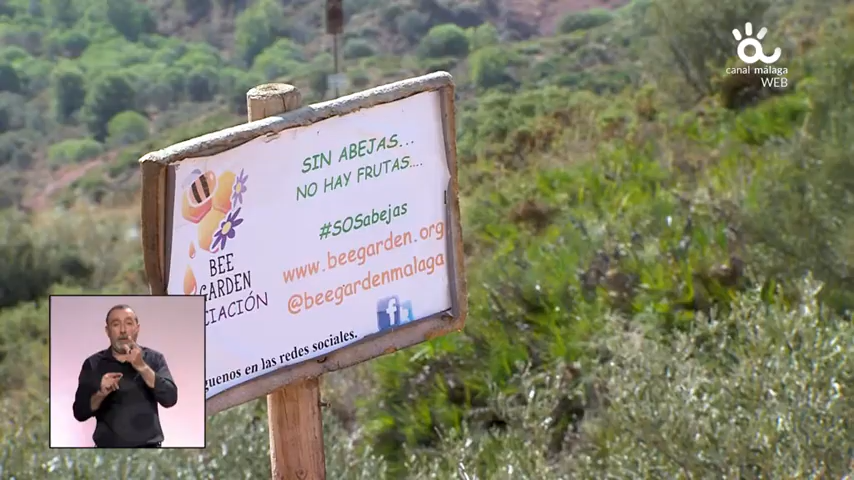 canal málaga
WEB
SIN ABEJAS...
NO HAY FRUTAS....
#SOSabejas
www.beegarden.org
@beegardenmalaga
BEE
GARDEN
CIACIÓN
f
guenos en las redes sociales.